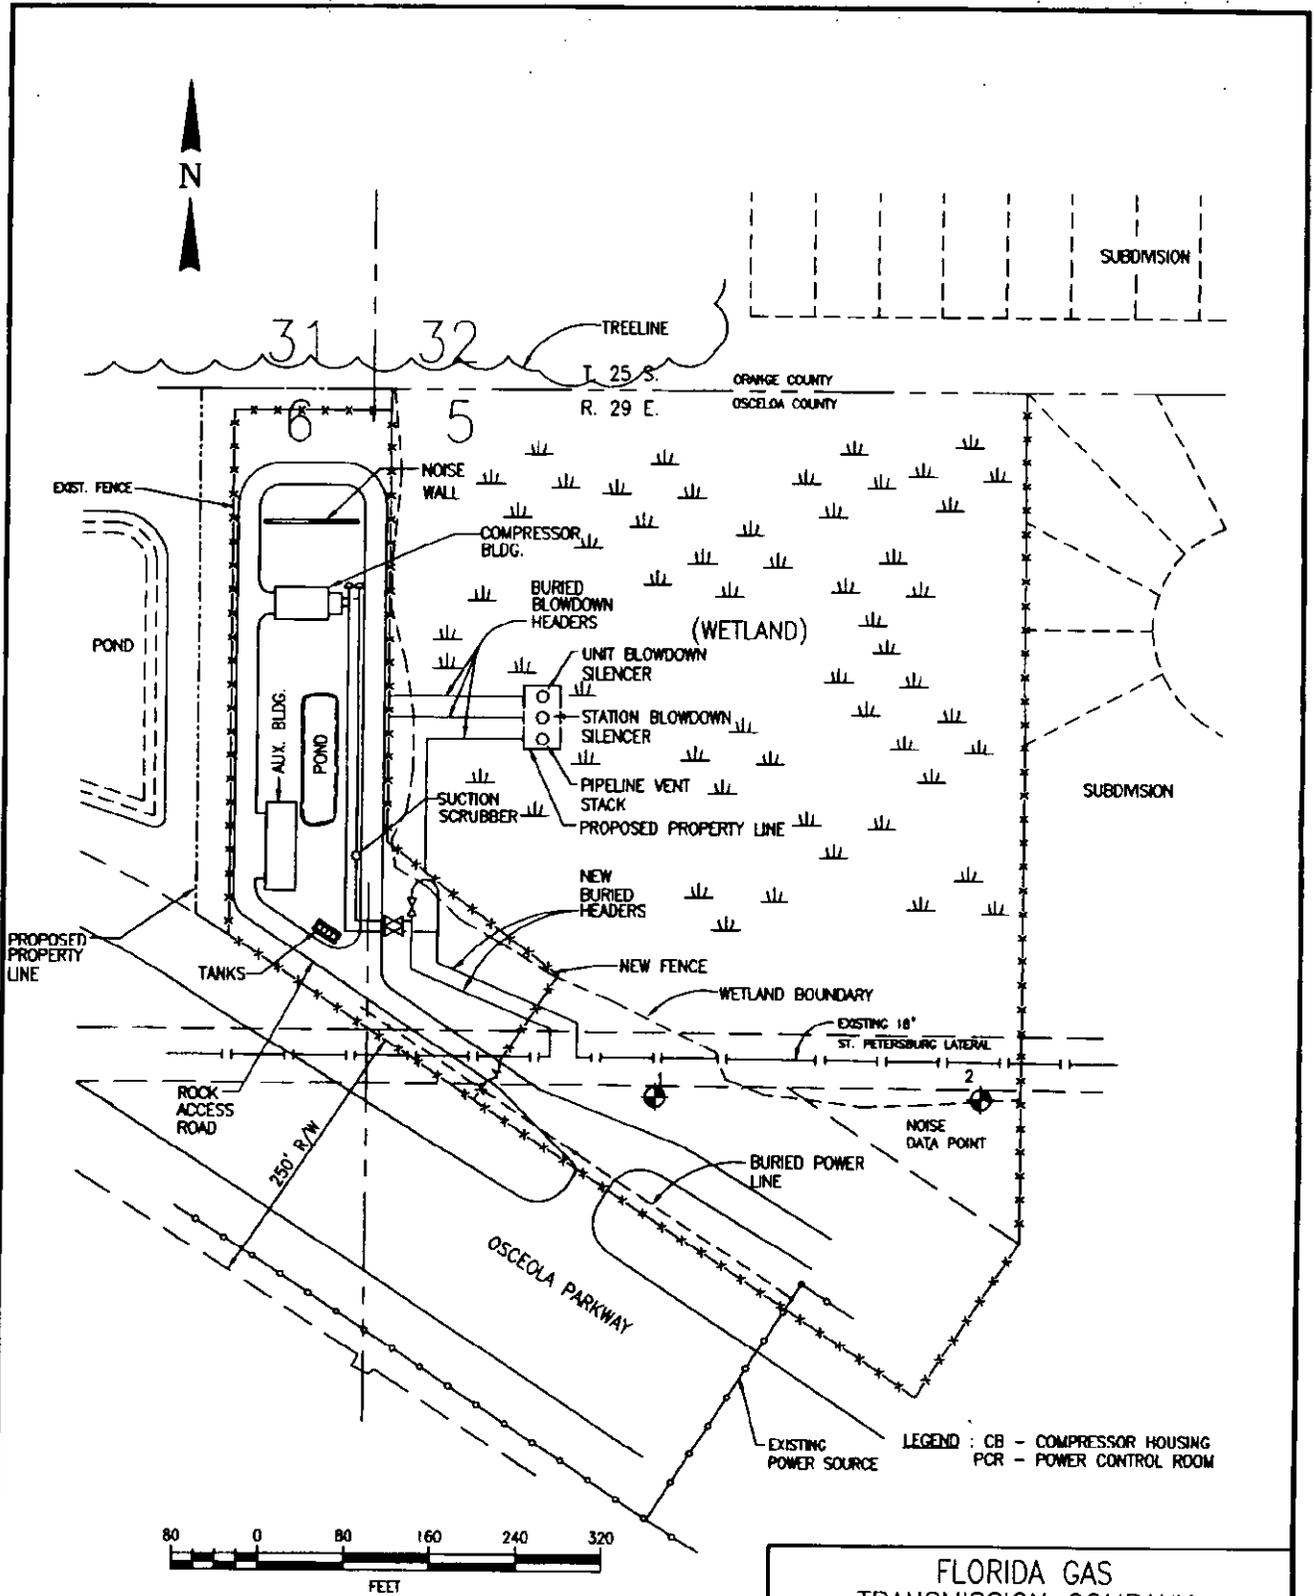 N
SUBDIVISION
31 32
TREELINE
T. 25 S.
ORANGE COUNTY
OSCELOA COUNTY
6 5
R. 29 E.
NOISE
WALL
EXIST. FENCE
COMPRESSOR
BLDG.
BURIED
BLOWDOWN
HEADERS
(WETLAND)
POND
UNIT BLOWDOWN
SILENCER
AUX. BLDG.
POND
STATION BLOWDOWN
SILENCER
PIPELINE VENT
STACK
SUBDIVISION
SUCTION
SCRUBBER
PROPOSED PROPERTY LINE
NEW
BURIED
HEADERS
PROPOSED
PROPERTY
LINE
TANKS
NEW FENCE
WETLAND BOUNDARY
EXISTING 18"
ST. PETERSBURG LATERAL
1
2
ROCK
ACCESS
ROAD
NOISE
DATA POINT
250' R/W
BURIED POWER
LINE
OSCEOLA PARKWAY
EXISTING
POWER SOURCE
LEGEND : CB - COMPRESSOR HOUSING
PCR - POWER CONTROL ROOM
80 0 80 160 240 320
FEET
FLORIDA GAS
TRANSMISSION COMPANY